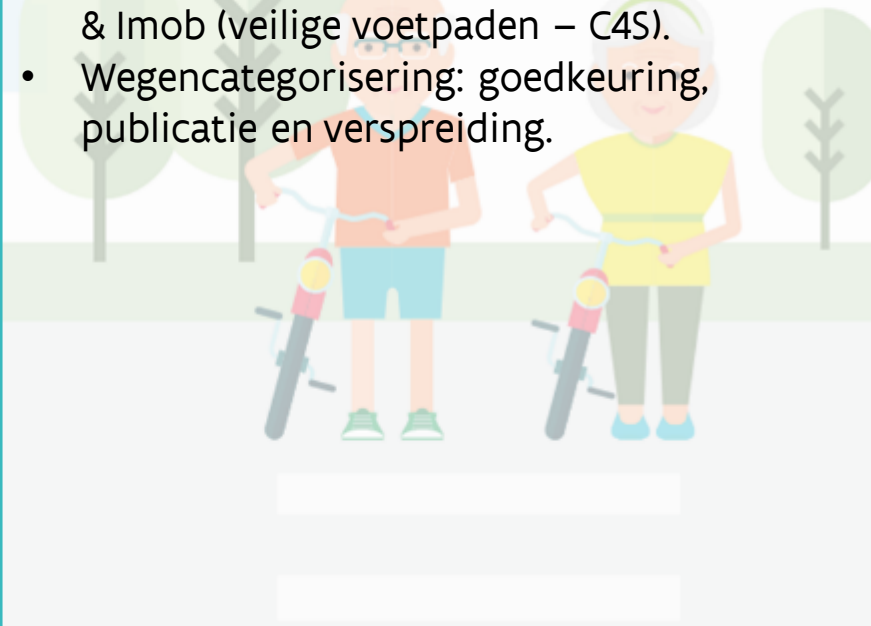 & Imob (veilige voetpaden – C4S).
• Wegencategorisering: goedkeuring,
publicatie en verspreiding.